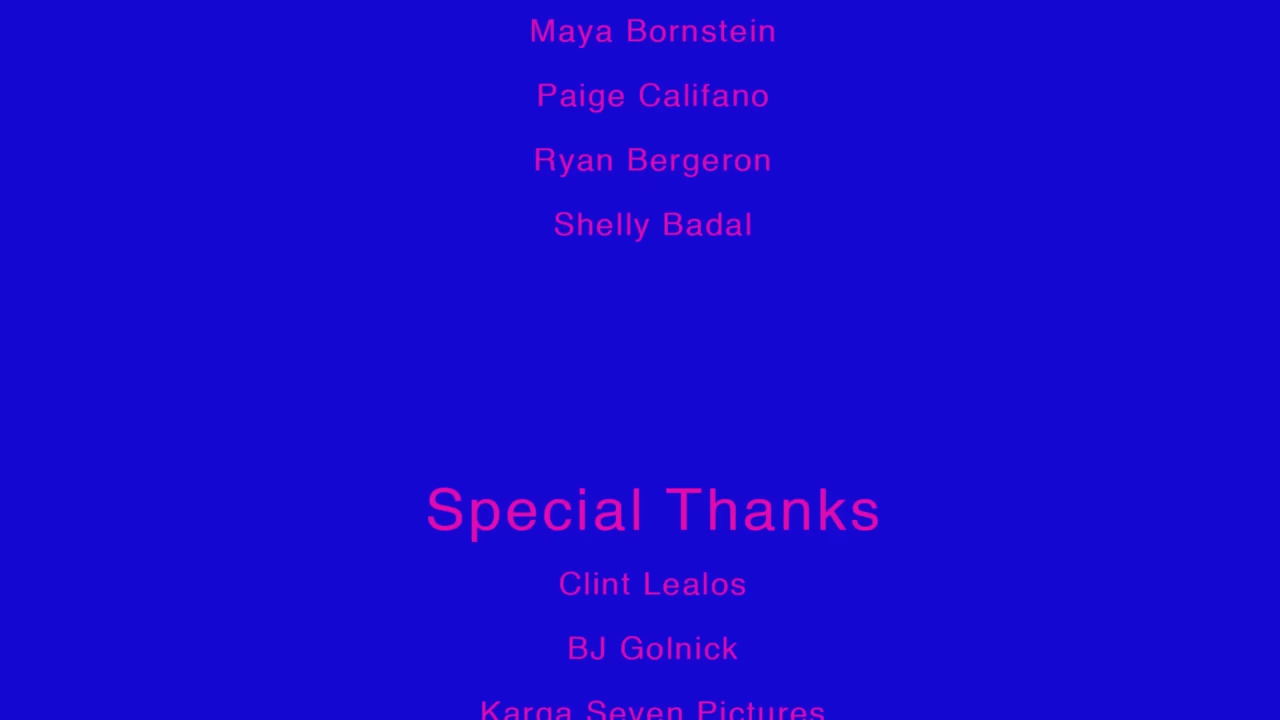 Maya Bornstein
Paige Califano
Ryan Bergeron
Shelly Badal
Special Thanks
Clint Lealos
BJ Golnick
Karga Seven Pictures